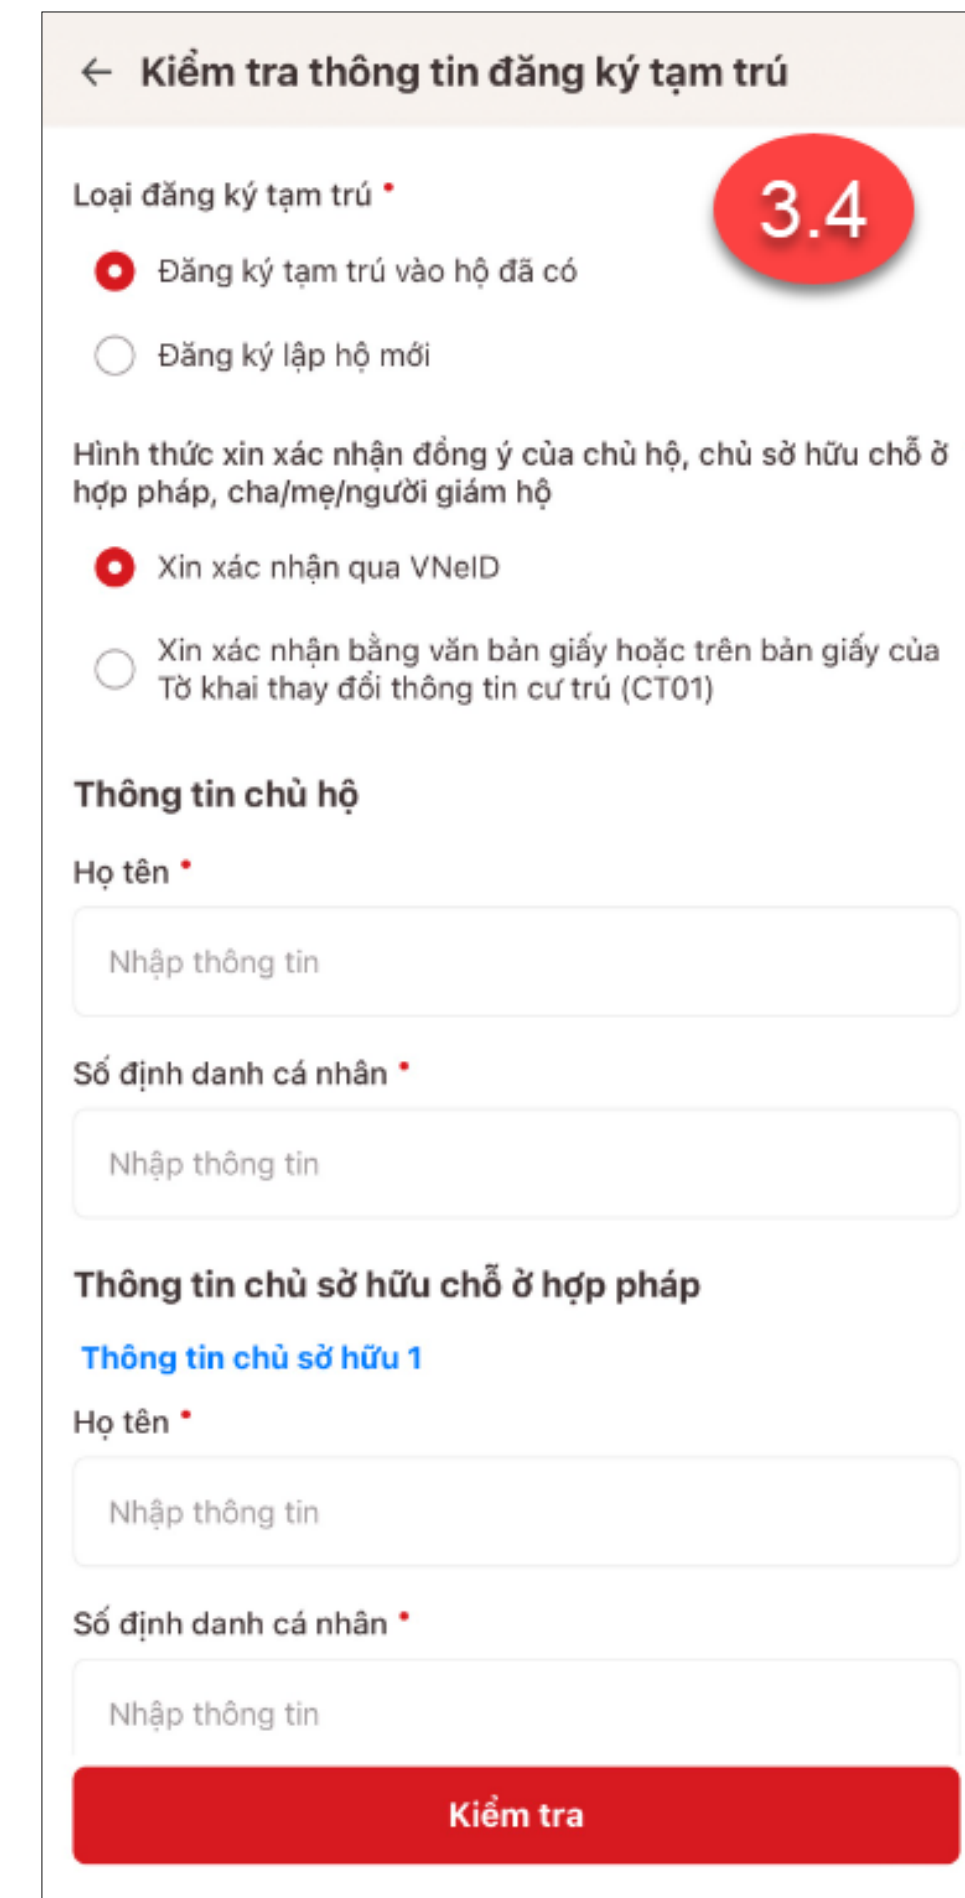 ← Kiểm tra thông tin đăng ký tạm trú
3.4
Loại đăng ký tạm trú •
Đăng ký tạm trú vào hộ đã có
Đăng ký lập hộ mới
Hình thức xin xác nhận đồng ý của chủ hộ, chủ sở hữu chỗ ở
hợp pháp, cha/mẹ/người giám hộ
Xin xác nhận qua VNeID
Xin xác nhận bằng văn bản giấy hoặc trên bản giấy của
Tờ khai thay đổi thông tin cư trú (CT01)
Thông tin chủ hộ
Họ tên •
Nhập thông tin
Số định danh cá nhân •
Nhập thông tin
Thông tin chủ sở hữu chỗ ở hợp pháp
Thông tin chủ sở hữu 1
Họ tên •
Nhập thông tin
Số định danh cá nhân •
Nhập thông tin
Kiểm tra